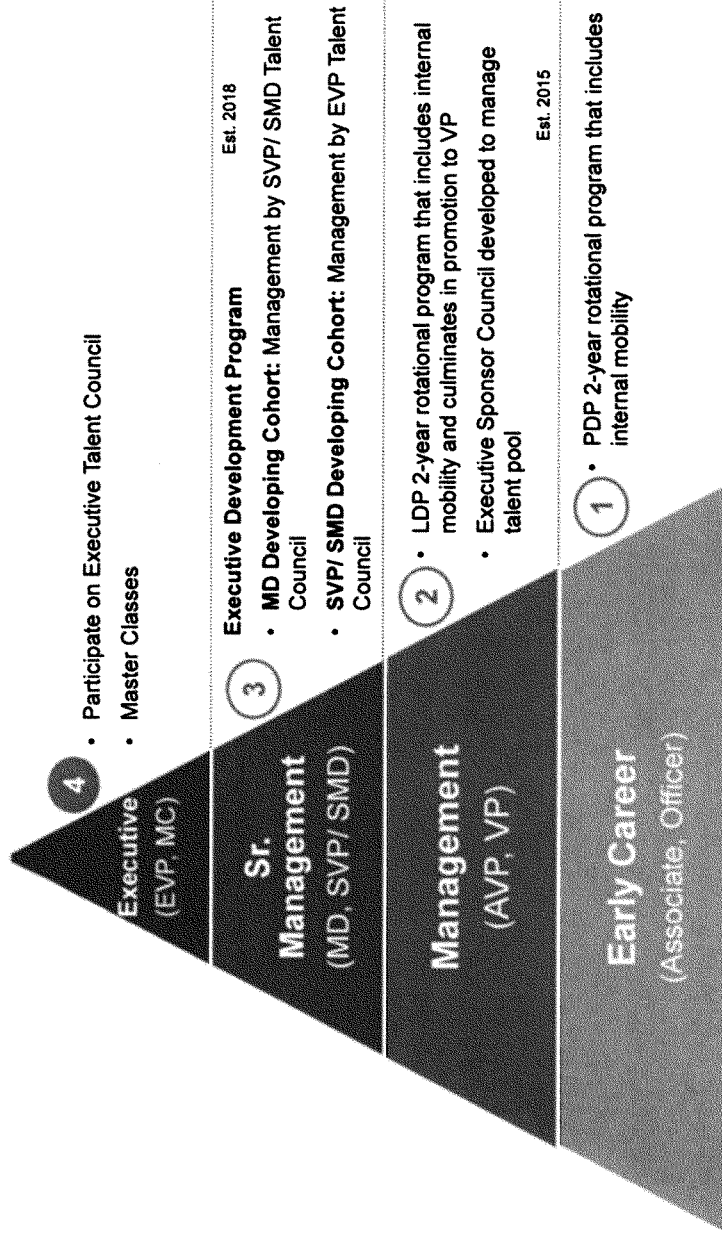 4
Executive
(EVP, MC)
• Participate on Executive Talent Council
• Master Classes
3
Sr.
Management
(MD, SVP/ SMD)
Executive Development Program
Est. 2018
• MD Developing Cohort: Management by SVP/ SMD Talent
Council
• SVP/ SMD Developing Cohort: Management by EVP Talent
Council
2
Management
(AVP, VP)
• LDP 2-year rotational program that includes internal
mobility and culminates in promotion to VP
• Executive Sponsor Council developed to manage
talent pool
Est. 2015
1
Early Career
(Associate, Officer)
• PDP 2-year rotational program that includes
internal mobility